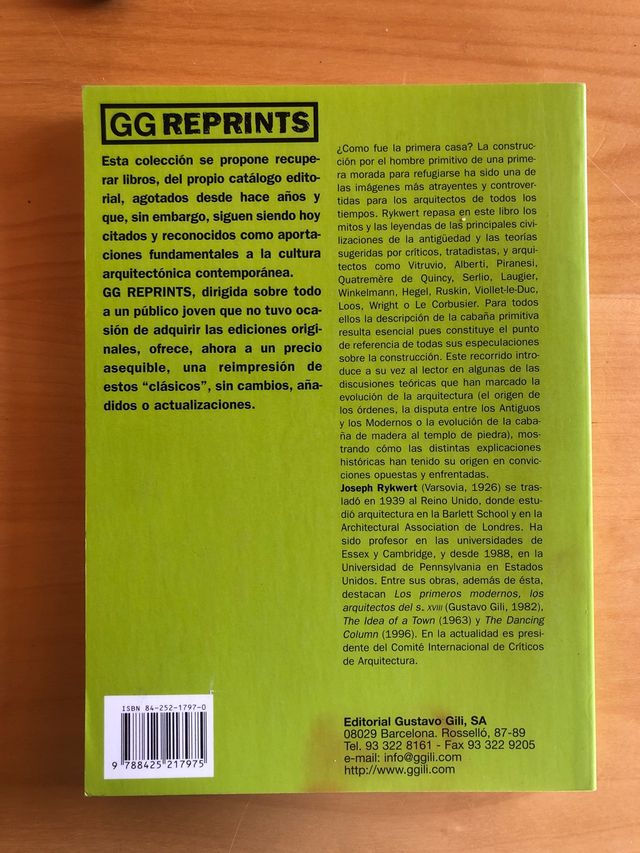 GG REPRINTS
Esta colección se propone recupe-
rar libros, del propio catálogo edito-
rial, agotados desde hace años y
que, sin embargo, siguen siendo hoy
citados y reconocidos como aporta-
ciones fundamentales a la cultura
arquitectónica contemporánea.
GG REPRINTS, dirigida sobre todo
a un público joven que no tuvo oca-
sión de adquirir las ediciones origi-
nales, ofrece, ahora a un precio
asequible, una reimpresión de
estos “clásicos”, sin cambios, aña-
didos o actualizaciones.
¿Como fue la primera casa? La construc-
ción por el hombre primitivo de una prime-
ra morada para refugiarse ha sido una de
las imágenes más atrayentes y controver-
tidas para los arquitectos de todos los
tiempos. Rykwert repasa en este libro los
mitos y las leyendas de las principales civi-
lizaciones de la antigüedad y las teorías
sugeridas por críticos, tratadistas, y arqui-
tectos como Vitruvio, Alberti, Piranesi,
Quatremère de Quincy, Serlio, Laugier,
Winkelmann, Hegel, Ruskin, Viollet-le-Duc,
Loos, Wright o Le Corbusier. Para todos
ellos la descripción de la cabaña primitiva
resulta esencial pues constituye el punto
de referencia de todas sus especulaciones
sobre la construcción. Este recorrido intro-
duce a su vez al lector en algunas de las
discusiones teóricas que han marcado la
evolución de la arquitectura (el origen de
los órdenes, la disputa entre los Antiguos
y los Modernos o la evolución de la caba-
ña de madera al templo de piedra), mos-
trando cómo las distintas explicaciones
históricas han tenido su origen en convic-
ciones opuestas y enfrentadas.
Joseph Rykwert (Varsovia, 1926) se tras-
ladó en 1939 al Reino Unido, donde estu-
dió arquitectura en la Barlett School y en la
Architectural Association de Londres. Ha
sido profesor en las universidades de
Essex y Cambridge, y desde 1988, en la
Universidad de Pennsylvania en Estados
Unidos. Entre sus obras, además de ésta,
destacan Los primeros modernos, los
arquitectos del s. XVIII (Gustavo Gili, 1982),
The Idea of a Town (1963) y The Dancing
Column (1996). En la actualidad es presi-
dente del Comité Internacional de Críticos
de Arquitectura.
ISBN 84-252-1797-0
9 788425 217975
Editorial Gustavo Gili, SA
08029 Barcelona. Rosselló, 87-89
Tel. 93 322 8161 - Fax 93 322 9205
e-mail: info@ggili.com
http://www.ggili.com